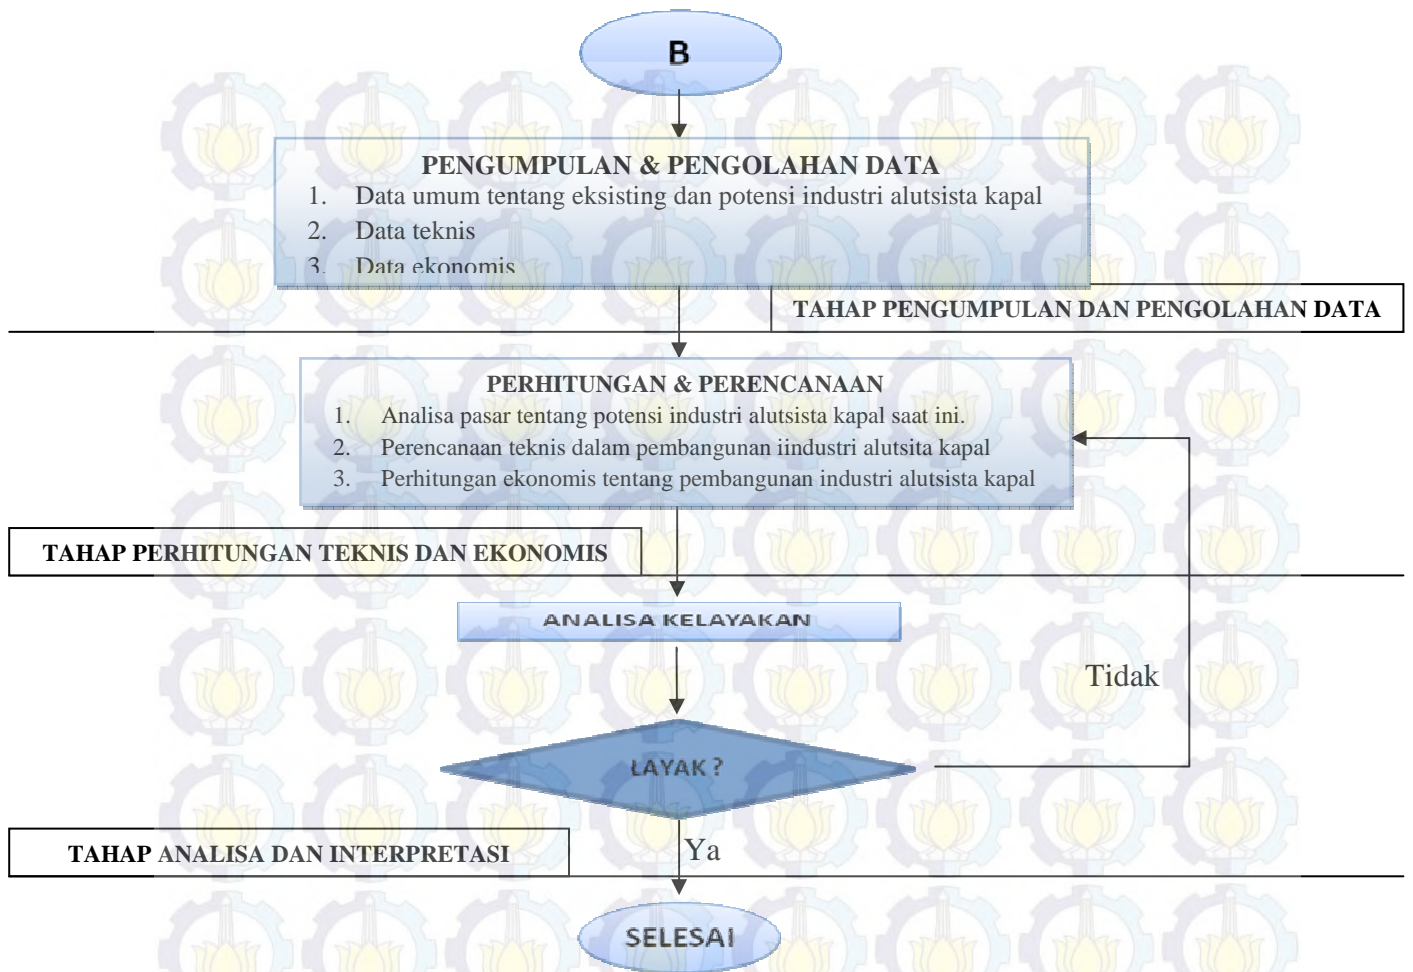 B
PENGUMPULAN & PENGOLAHAN DATA
1. Data umum tentang eksisting dan potensi industri alutsista kapal
2. Data teknis
3. Data ekonomis
TAHAP PENGUMPULAN DAN PENGOLAHAN DATA
PERHITUNGAN & PERENCANAAN
1. Analisa pasar tentang potensi industri alutsista kapal saat ini.
2. Perencanaan teknis dalam pembangunan iindustri alutsita kapal
3. Perhitungan ekonomis tentang pembangunan industri alutsista kapal
TAHAP PERHITUNGAN TEKNIS DAN EKONOMIS
ANALISA KELAYAKAN
Tidak
LAYAK ?
TAHAP ANALISA DAN INTERPRETASI
Ya
SELESAI